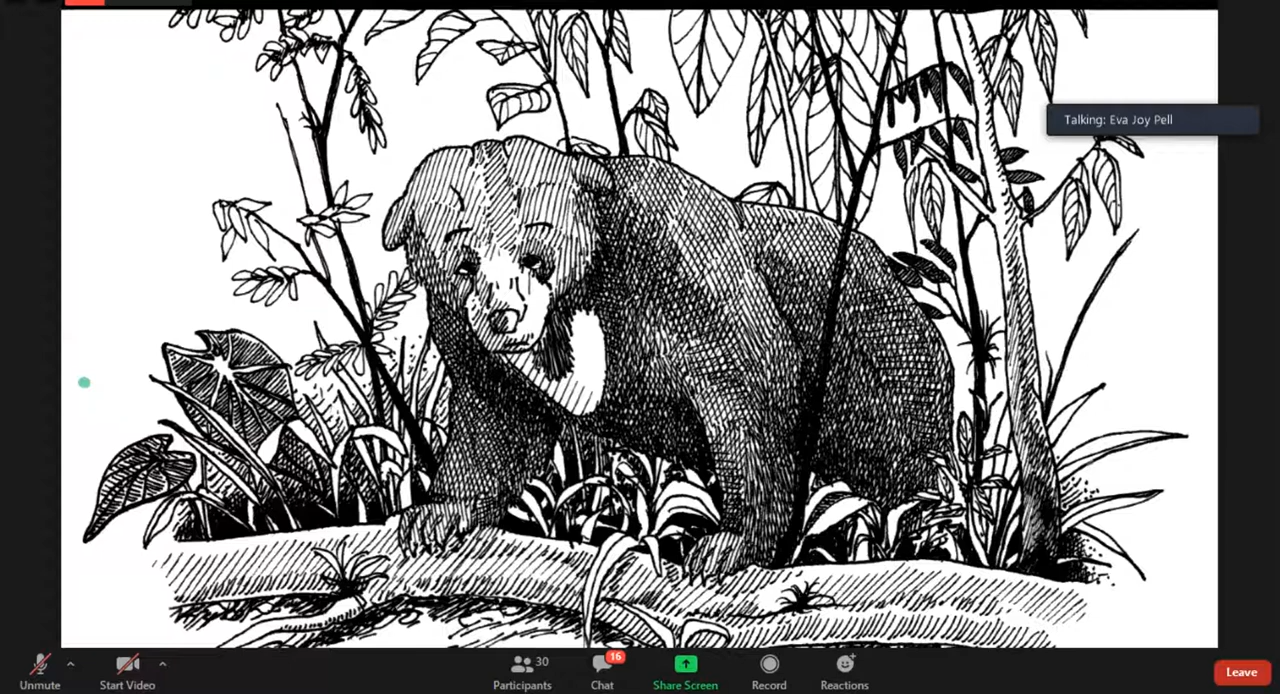 Talking: Eva Joy Pell
30
16
Unmute
Start Video
Participants
Chat
Share Screen
Record
Reactions
Leave